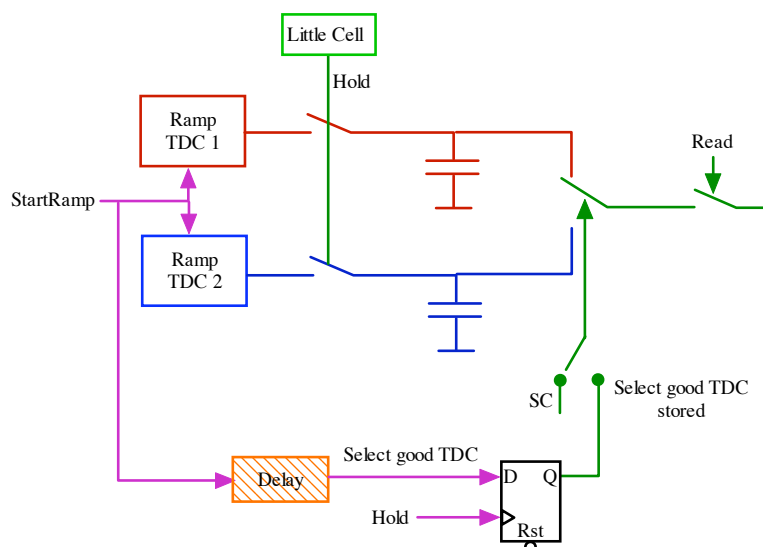 Little Cell
Hold
Ramp
TDC 1
Read
StartRamp
Ramp
TDC 2
SC
Select good TDC
stored
Select good TDC
Delay
D
Q
Hold
Rst